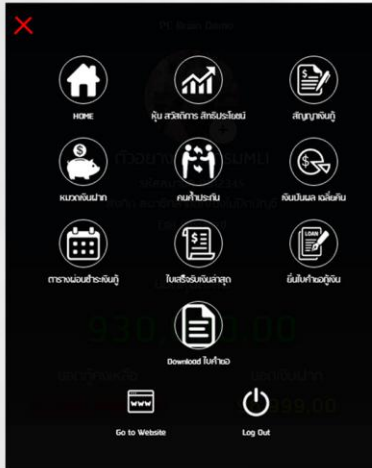 HOME
หุ้น สวัสดิการ สิทธิประโยชน์
สัญญาเงินกู้
$
$
หมวดเงินฝาก
คนค้ำประกัน
เงินปันผล เฉลี่ยคืน
$
LOAN
ตารางผ่อนชำระเงินกู้
ใบเสร็จรับเงินล่าสุด
ยื่นใบคำขอกู้เงิน
Download ใบคำขอ
www
Go to Website
Log Out